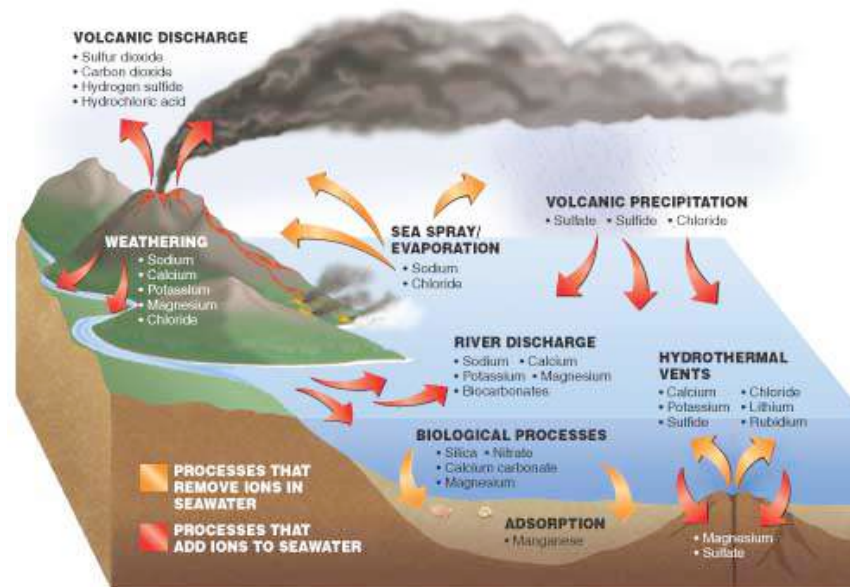 VOLCANIC DISCHARGE
• Sulfur dioxide
• Carbon dioxide
• Hydrogen sulfide
• Hydrochloric acid
WEATHERING
• Sodium
• Calcium
• Potassium
• Magnesium
• Chloride
SEA SPRAY/
EVAPORATION
• Sodium
• Chloride
VOLCANIC PRECIPITATION
• Sulfate • Sulfide • Chloride
RIVER DISCHARGE
• Sodium • Calcium
• Potassium • Magnesium
• Biocarbonates
HYDROTHERMAL
VENTS
• Calcium • Chloride
• Potassium • Lithium
• Sulfide • Rubidium
BIOLOGICAL PROCESSES
• Silica • Nitrate
• Calcium carbonate
• Magnesium
ADSORPTION
• Manganese
• Magnesium
• Sulfate
PROCESSES THAT
REMOVE IONS IN
SEAWATER
PROCESSES THAT
ADD IONS TO SEAWATER